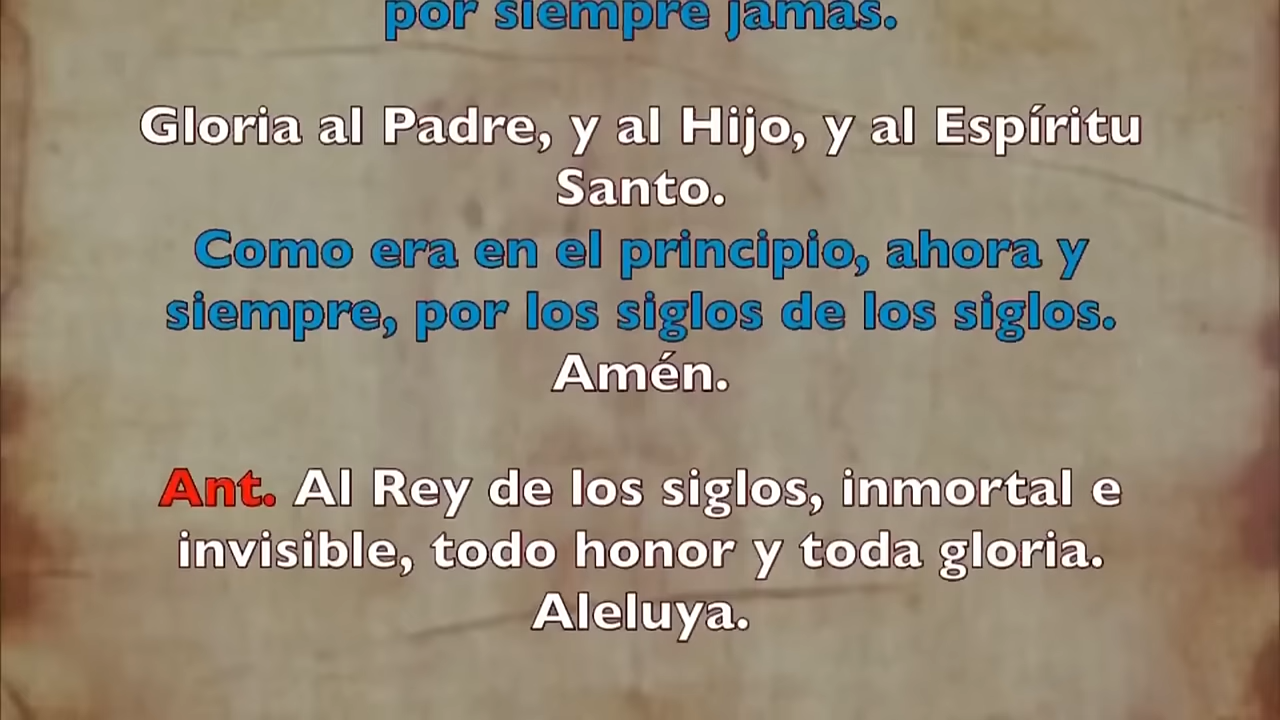 por siempre jamás.
Gloria al Padre, y al Hijo, y al Espíritu
Santo.
Como era en el principio, ahora y
siempre, por los siglos de los siglos.
Amén.
Ant. Al Rey de los siglos, inmortal e
invisible, todo honor y toda gloria.
Aleluya.